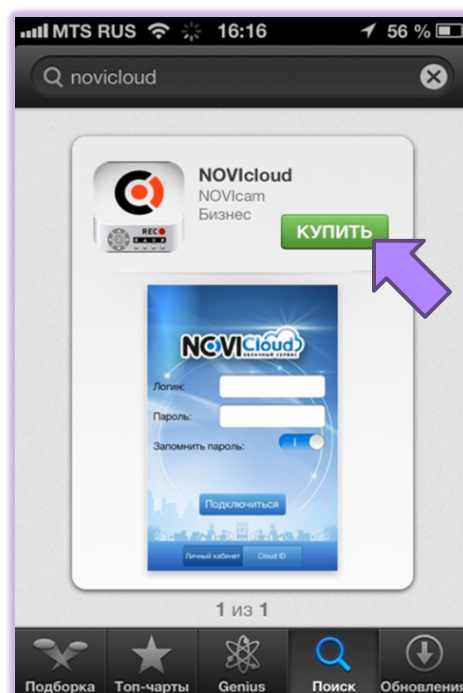 MTS RUS 16:16 56 %
novicloud
NOVIcloud
NOVIcam
Бизнес
КУПИТЬ
REC
NOVICloud
ОБЛАЧНЫЙ СЕРВИС
Логин:
Пароль:
Запомнить пароль:
Подключиться
Личный кабинет Cloud ID
1 из 1
Подборка Топ-чарты Genius Поиск Обновления